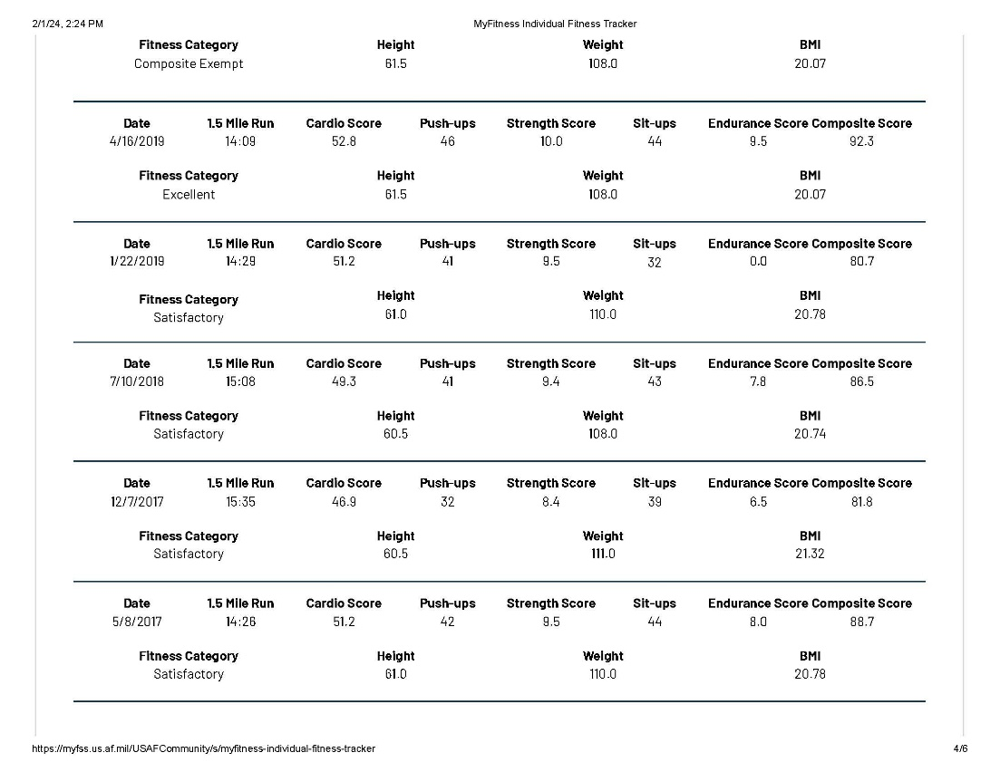 2/1/24, 2:24 PM MyFitness Individual Fitness Tracker
Fitness Category Height Weight BMI
Composite Exempt 61.5 108.0 20.07
Date 1.5 Mile Run Cardio Score Push-ups Strength Score Sit-ups Endurance Score Composite Score
4/16/2019 14:09 52.8 46 10.0 44 9.5 92.3
Fitness Category Height Weight BMI
Excellent 61.5 108.0 20.07
Date 1.5 Mile Run Cardio Score Push-ups Strength Score Sit-ups Endurance Score Composite Score
1/22/2019 14:29 51.2 41 9.5 32 0.0 80.7
Fitness Category Height Weight BMI
Satisfactory 61.0 110.0 20.78
Date 1.5 Mile Run Cardio Score Push-ups Strength Score Sit-ups Endurance Score Composite Score
7/10/2018 15:08 49.3 41 9.4 43 7.8 86.5
Fitness Category Height Weight BMI
Satisfactory 60.5 108.0 20.74
Date 1.5 Mile Run Cardio Score Push-ups Strength Score Sit-ups Endurance Score Composite Score
12/7/2017 15:35 46.9 32 8.4 39 6.5 81.8
Fitness Category Height Weight BMI
Satisfactory 60.5 111.0 21.32
Date 1.5 Mile Run Cardio Score Push-ups Strength Score Sit-ups Endurance Score Composite Score
5/8/2017 14:26 51.2 42 9.5 44 8.0 88.7
Fitness Category Height Weight BMI
Satisfactory 61.0 110.0 20.78
https://myfss.us.af.mil/USAFCommunity/s/myfitness-individual-fitness-tracker 4/6